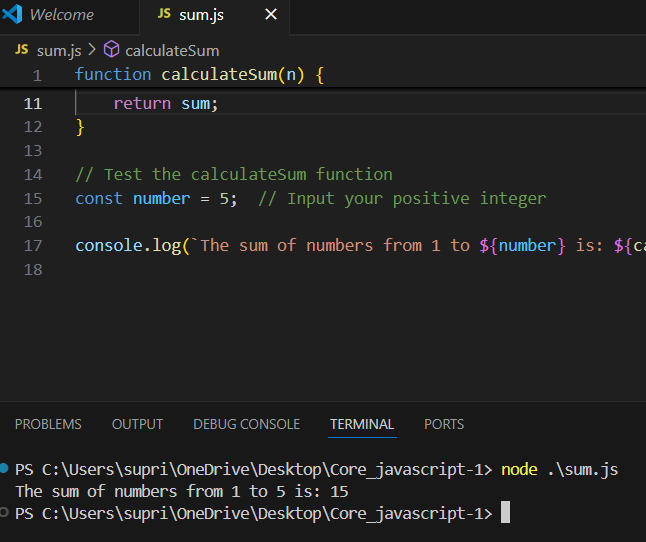 Welcome JS sum.js
JS sum.js > calculateSum
1 function calculateSum(n) {
11 return sum;
12 }
13
14 // Test the calculateSum function
15 const number = 5; // Input your positive integer
16
17 console.log(`The sum of numbers from 1 to ${number} is: ${ca
18
PROBLEMS OUTPUT DEBUG CONSOLE TERMINAL PORTS
PS C:\Users\supri\OneDrive\Desktop\Core_javascript-1> node .\sum.js
The sum of numbers from 1 to 5 is: 15
PS C:\Users\supri\OneDrive\Desktop\Core_javascript-1>